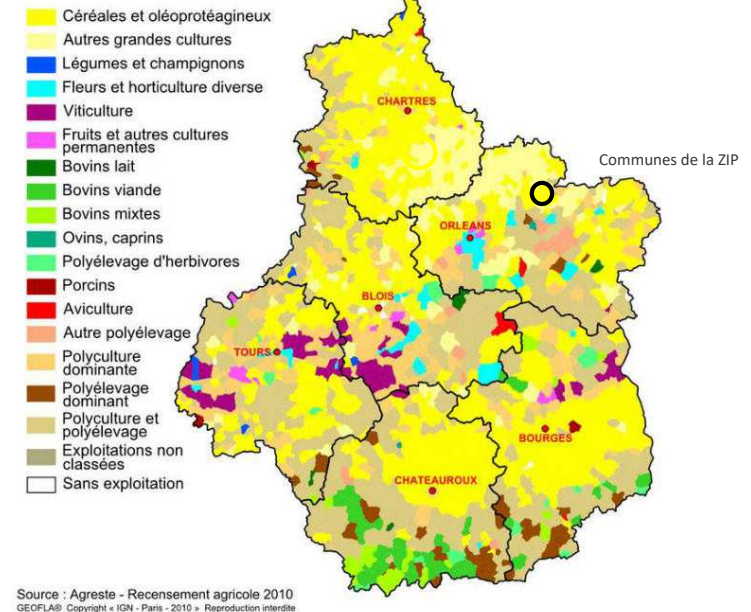 Céréales et oléoprotéagineux
Autres grandes cultures
Légumes et champignons
Fleurs et horticulture diverse
Viticulture
Fruits et autres cultures
permanentes
Bovins lait
Bovins viande
Bovins mixtes
Ovins, caprins
Polyélevage d'herbivores
Porcins
Aviculture
Autre polyélevage
Polyculture
dominante
Polyélevage
dominant
Polyculture et
polyélevage
Exploitations non
classées
Sans exploitation
CHARTRES
Communes de la ZIP
ORLEANS
BLOIS
TOURS
BOURGES
CHATEAUROUX
Source : Agreste - Recensement agricole 2010
GEOFLA® Copyright « IGN - Paris - 2010 » Reproduction interdite